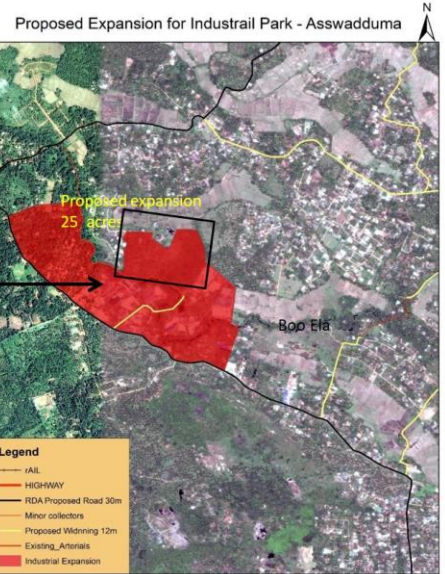 N
Proposed Expansion for Industrail Park - Asswadduma
Proposed expansion
25 acres
Boo Ela
Legend
rAIL
HIGHWAY
RDA Proposed Road 30m
Minor collectors
Proposed Widnning 12m
Existing_Arterials
Industrial Expansion